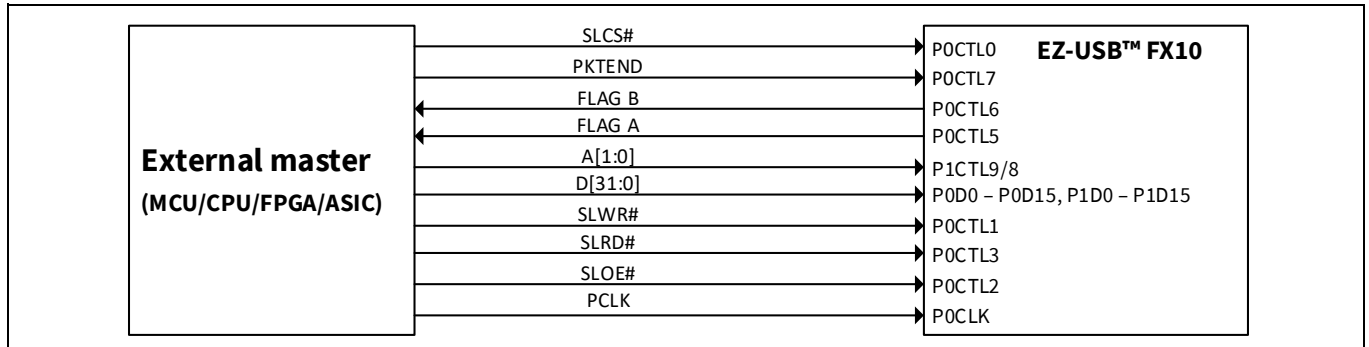 SLCS#
P0CTL0
EZ-USB™ FX10
PKTEND
P0CTL7
FLAG B
P0CTL6
FLAG A
P0CTL5
External master
(MCU/CPU/FPGA/ASIC)
A[1:0]
P1CTL9/8
D[31:0]
P0D0 – P0D15, P1D0 – P1D15
SLWR#
P0CTL1
SLRD#
P0CTL3
SLOE#
P0CTL2
PCLK
P0CLK